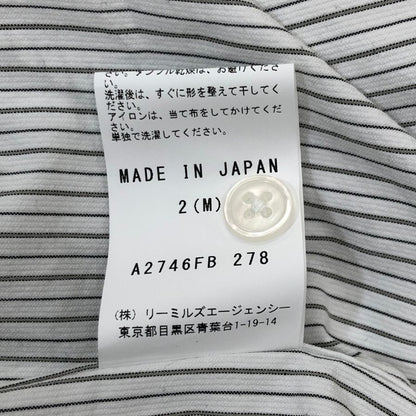 さい。タンブル乾燥は、お避けください。
洗濯後は、すぐに形を整えて干してく
ださい。
アイロンは、当て布をしてかけてください。
単独で洗濯してください。
MADE IN JAPAN
2(M)
A2746FB 278
(株) リーミルズエージェンシー
東京都目黒区青葉台1-19-14